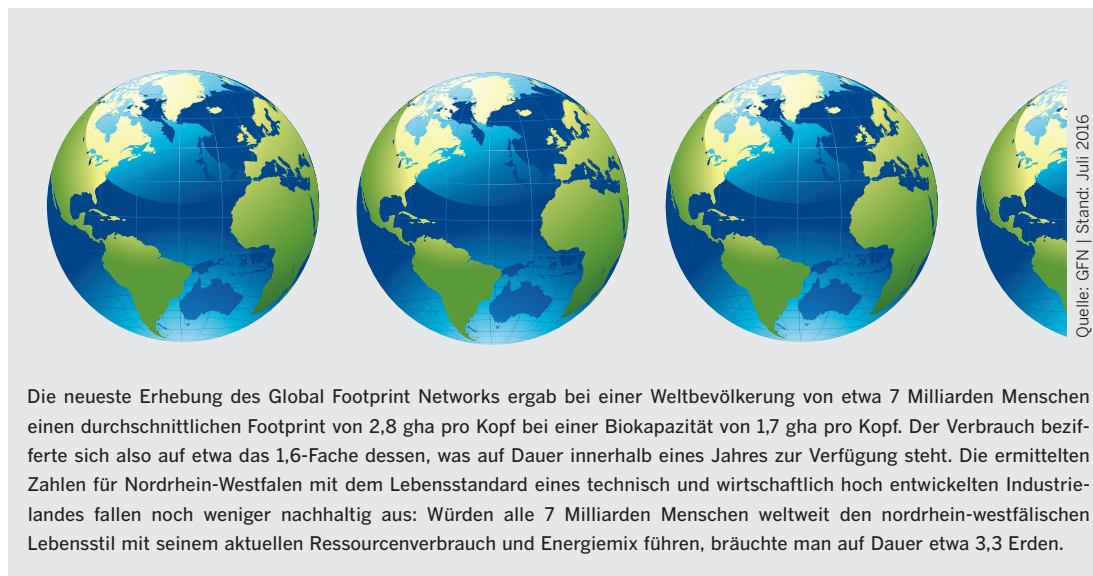 Quelle: GFN | Stand: Juli 2016
Die neueste Erhebung des Global Footprint Networks ergab bei einer Weltbevölkerung von etwa 7 Milliarden Menschen
einen durchschnittlichen Footprint von 2,8 gha pro Kopf bei einer Biokapazität von 1,7 gha pro Kopf. Der Verbrauch bezif-
ferte sich also auf etwa das 1,6-Fache dessen, was auf Dauer innerhalb eines Jahres zur Verfügung steht. Die ermittelten
Zahlen für Nordrhein-Westfalen mit dem Lebensstandard eines technisch und wirtschaftlich hoch entwickelten Industrie-
landes fallen noch weniger nachhaltig aus: Würden alle 7 Milliarden Menschen weltweit den nordrhein-westfälischen
Lebensstil mit seinem aktuellen Ressourcenverbrauch und Energiemix führen, bräuchte man auf Dauer etwa 3,3 Erden.